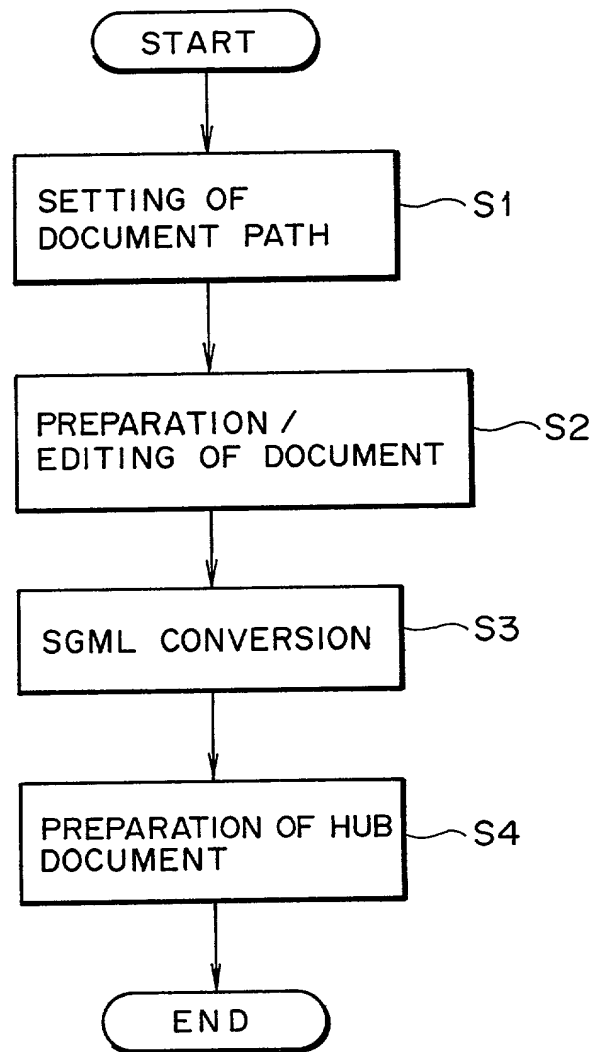 START
SETTING OF
DOCUMENT PATH
S1
PREPARATION /
EDITING OF DOCUMENT
S2
SGML CONVERSION
S3
PREPARATION OF HUB
DOCUMENT
S4
END